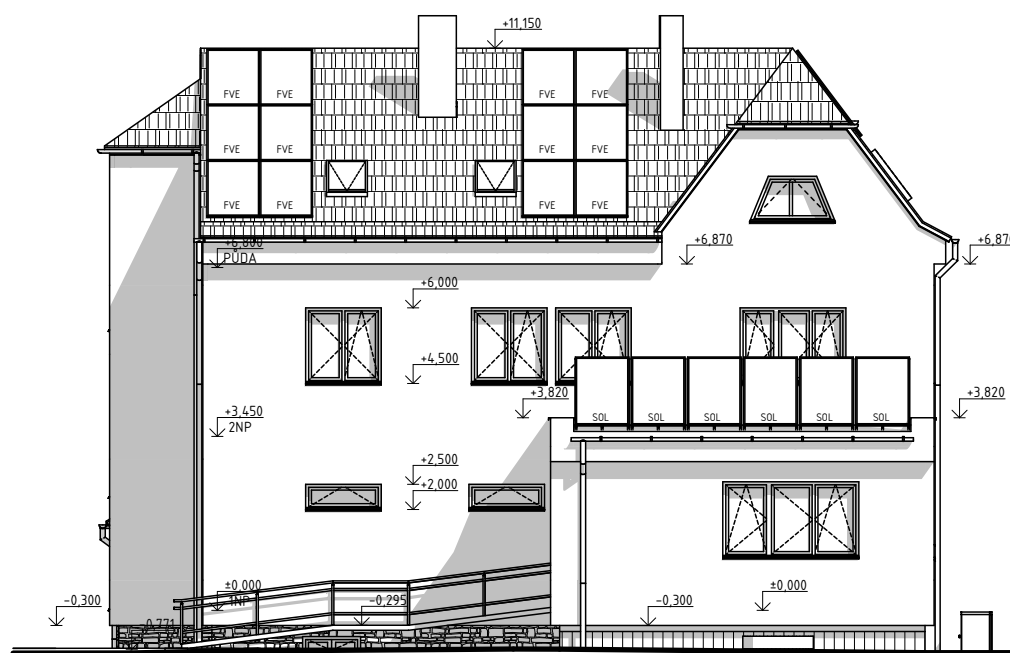 +11,150
FVE FVE FVE FVE
FVE FVE FVE FVE
FVE FVE FVE FVE
+6,800
PŮDA
+6,870
+6,870
+6,000
+4,500
+3,820
+3,820
+3,450
2NP
SOL SOL SOL SOL SOL SOL
+2,500
+2,000
±0,000
1NP
±0,000
-0,300
-0,295
-0,300
-0,771